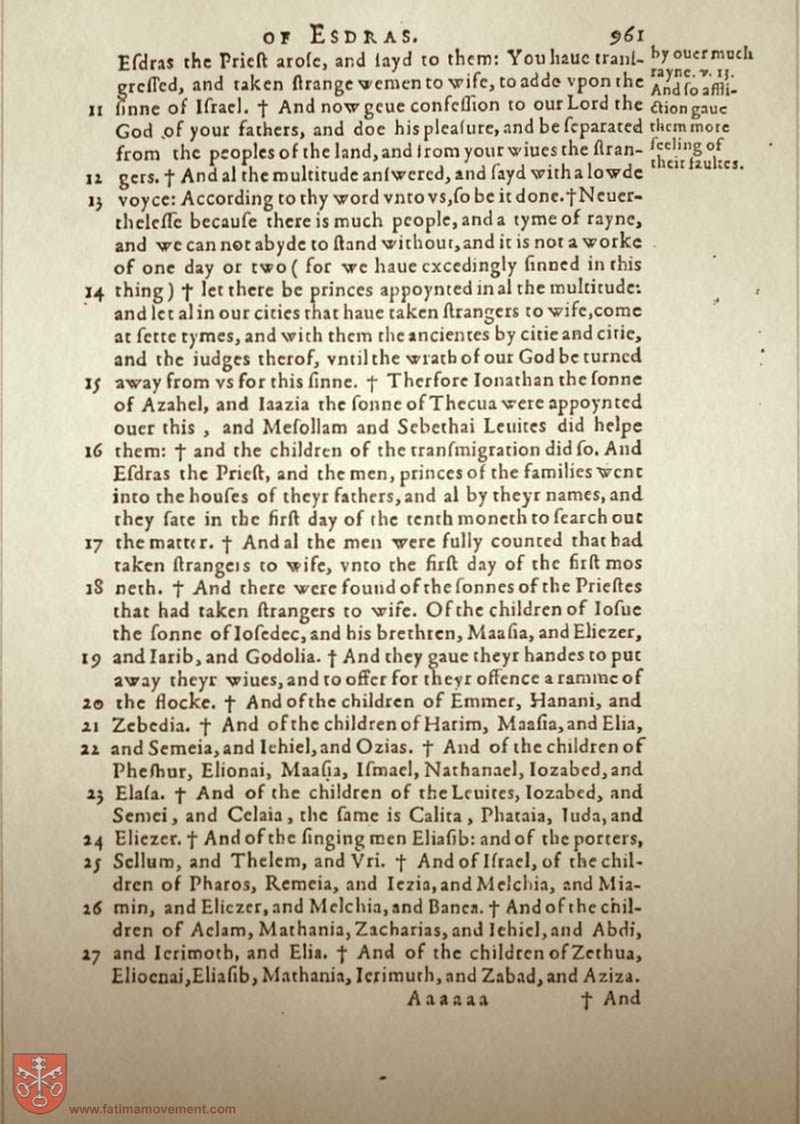 OF ESDRAS. 961
Eſdras the Prieſt aroſe, and ſayd to them: You haue tranſ-
greſſed, and taken ſtrange wemen to wife, to adde vpon the
11 ſinne of Iſrael. † And now geue confeſſion to our Lord the
God of your fathers, and doe his pleaſure, and be ſeparated
from the peoples of the land, and from your wiues the ſtran-
12 gers. † And al the multitude anſwered, and ſayd with a lowde
13 voyce: According to thy word vnto vs, ſo be it done. † Neuer-
theleſſe becauſe there is much people, and a tyme of rayne,
and we can not abyde to ſtand without, and it is not a worke
of one day or two ( for we haue excedingly ſinned in this
14 thing ) † let there be princes appoynted in al the multitude:
and let al in our cities that haue taken ſtrangers to wife, come
at ſette tymes, and with them the ancientes by citie and citie,
and the iudges therof, vntil the wrath of our God be turned
15 away from vs for this ſinne. † Therfore Ionathan the ſonne
of Azahel, and Iaazia the ſonne of Thecua were appoynted
ouer this , and Meſollam and Sebethai Leuites did helpe
16 them: † and the children of the tranſmigration did ſo. And
Eſdras the Prieſt, and the men, princes of the families went
into the houſes of theyr fathers, and al by theyr names, and
they ſate in the firſt day of the tenth moneth to ſearch out
17 the matter. † And al the men were fully counted that had
taken ſtrangers to wife, vnto the firſt day of the firſt mo
18 neth. † And there were found of the ſonnes of the Prieſtes
that had taken ſtrangers to wife. Of the children of Ioſue
the ſonne of Ioſedec, and his brethren, Maaſia, and Eliezer,
19 and Iarib, and Godolia. † And they gaue theyr handes to put
away theyr wiues, and to offer for theyr offence a ramme of
20 the flocke. † And of the children of Emmer, Hanani, and
21 Zebedia. † And of the children of Harim, Maaſia, and Elia,
22 and Semeia, and Iehiel, and Ozias. † And of the children of
Pheſhur, Elionai, Maaſia, Iſmael, Nathanael, Iozabed, and
23 Elaſa. † And of the children of the Leuites, Iozabed, and
Semei, and Celaia, the ſame is Calita, Phataia, Iuda, and
24 Eliezer. † And of the ſinging men Eliaſib: and of the porters,
25 Sellum, and Thelem, and Vri. † And of Iſrael, of the chil-
dren of Pharos, Remeia, and Iezia, and Melchia, and Mia-
26 min, and Eliezer, and Melchia, and Banea. † And of the chil-
dren of Aelam, Mathania, Zacharias, and Iehiel, and Abdi,
27 and Ierimoth, and Elia. † And of the children of Zethua,
Elioenai, Eliaſib, Mathania, Ierimuth, and Zabad, and Aziza.
Aaaaaa † And
by ouer much
rayne. v. 13.
And ſo affli-
ction gaue
them more
feeling of
their faultes.
www.fatimamovement.com